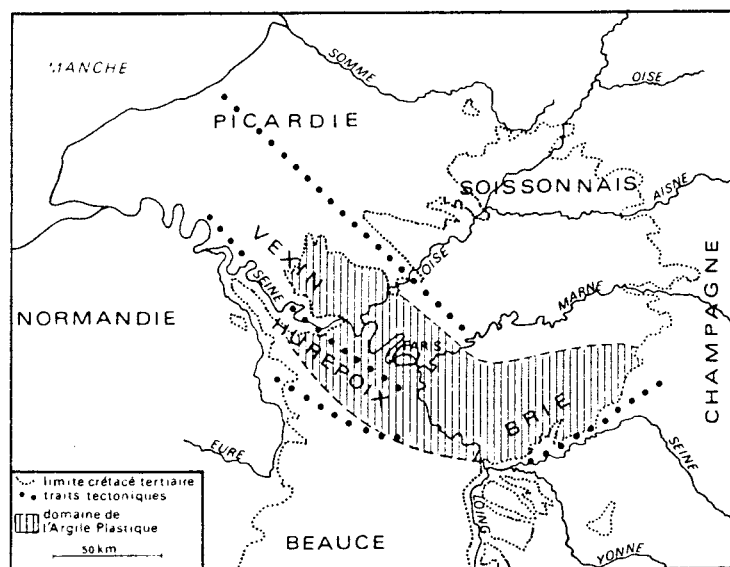 MANCHE
SOMME
OISE
PICARDIE
SOISSONNAIS
AISNE
VEXIN
OISE
SEINE
MARNE
CHAMPAGNE
NORMANDIE
HUREPOIX
PARIS
BRIE
EURE
SEINE
LOING
limite crétacé tertiaire
traits tectoniques
domaine de
l'Argile Plastique
50 km
BEAUCE
YONNE